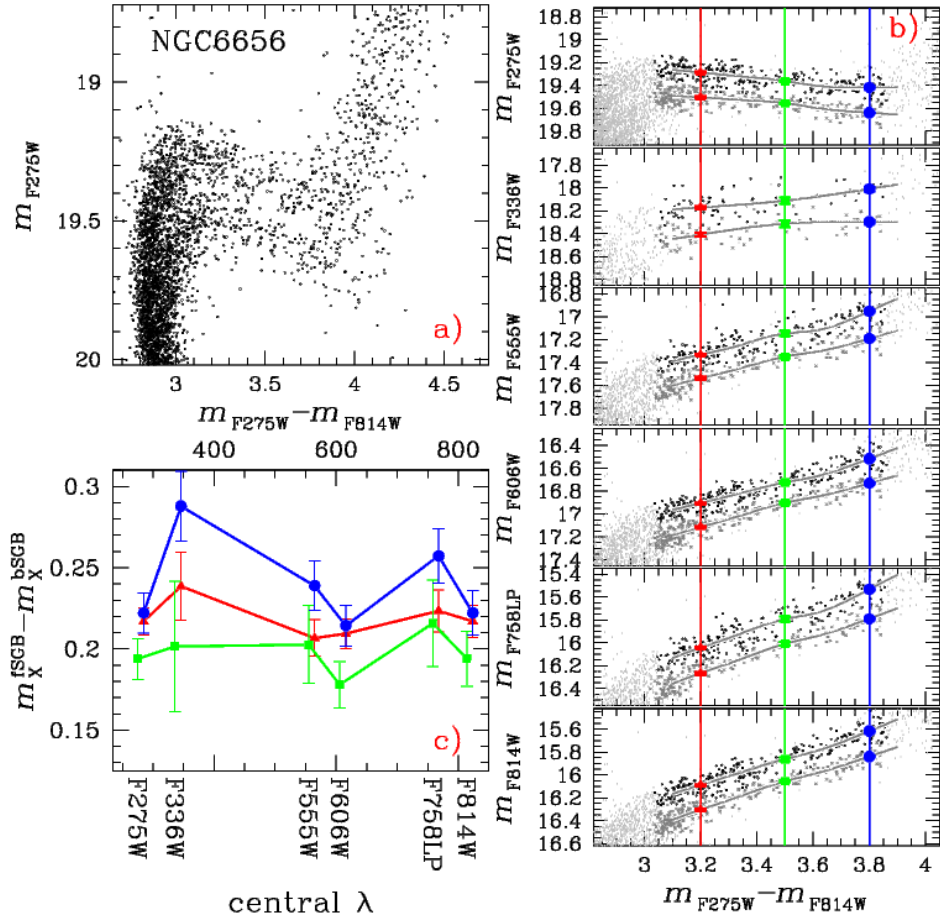 NGC6656
19
19.5
20
m_F275W
3
3.5
4
4.5
m_F275W−m_F814W
a)
200
400
600
800
0.3
0.25
0.2
0.15
m_X^fSGB−m_X^bSGB
c)
F275W
F336W
F555W
F606W
F758LP
F814W
central λ
b)
18.8
19
19.2
19.4
19.6
19.8
m_F275W
17.8
18
18.2
18.4
18.6
18.8
m_F336W
16.8
17
17.2
17.4
17.6
17.8
m_F555W
16.4
16.6
16.8
17
17.2
17.4
m_F606W
15.4
15.6
15.8
16
16.2
16.4
m_F758LP
15.6
15.8
16
16.2
16.4
16.6
m_F814W
3
3.2
3.4
3.6
3.8
4
m_F275W−m_F814W